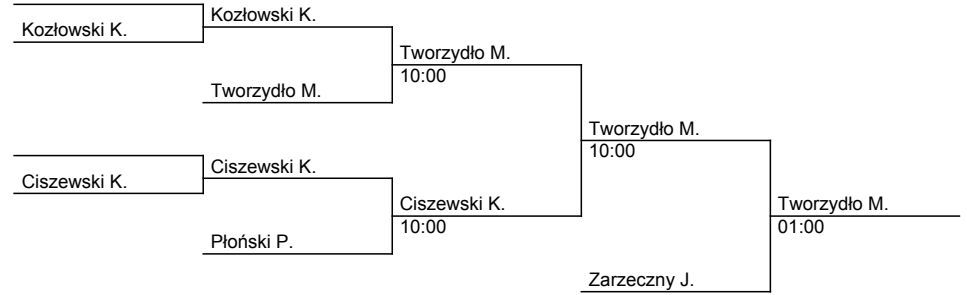 Kozłowski K.
Kozłowski K.
Tworzydło M.
10:00
Tworzydło M.
Tworzydło M.
10:00
Ciszewski K.
Ciszewski K.
Ciszewski K.
10:00
Tworzydło M.
01:00
Płoński P.
Zarzeczny J.